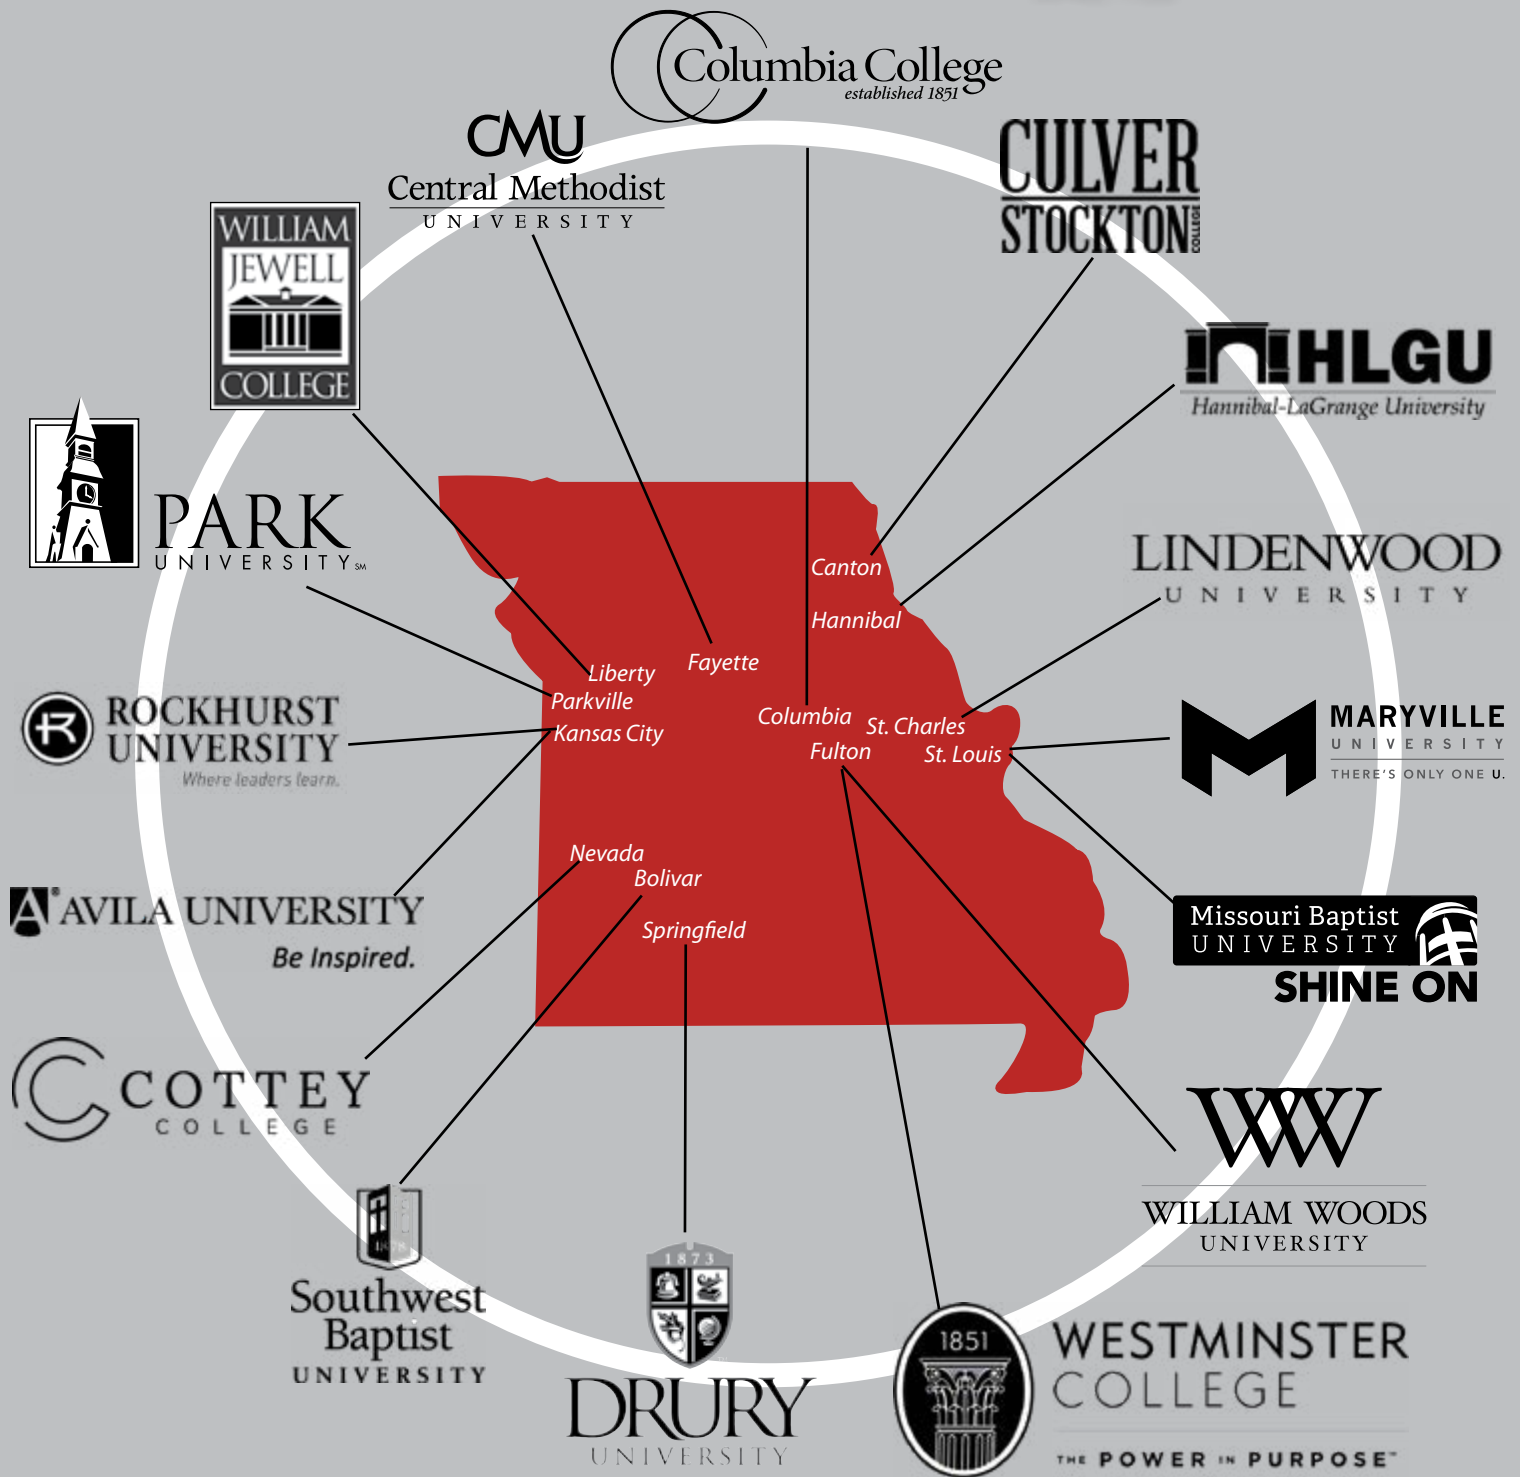 Columbia College
established 1851
CMU
Central Methodist
UNIVERSITY
CULVER
STOCKTON
COLLEGE
WILLIAM
JEWELL
COLLEGE
HLGU
Hannibal-LaGrange University
PARK
UNIVERSITY SM
LINDENWOOD
UNIVERSITY
Canton
Hannibal
Fayette
Liberty
Parkville
Kansas City
Columbia
St. Charles
Fulton
St. Louis
ROCKHURST
UNIVERSITY
Where leaders learn.
MARYVILLE
UNIVERSITY
THERE'S ONLY ONE U.
Nevada
Bolivar
Springfield
A® AVILA UNIVERSITY
Be Inspired.
Missouri Baptist
UNIVERSITY
SHINE ON
COTTEY
COLLEGE
WW
WILLIAM WOODS
UNIVERSITY
1878
Southwest
Baptist
UNIVERSITY
1873
DRURY
UNIVERSITY
1851
WESTMINSTER
COLLEGE
THE POWER IN PURPOSE™